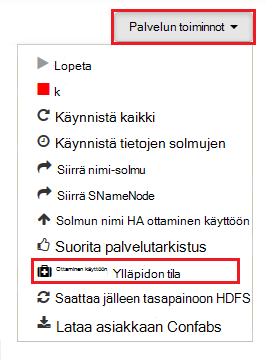 Palvelun toiminnot
Lopeta
k
Käynnistä kaikki
Käynnistä tietojen solmujen
Siirrä nimi-solmu
Siirrä SNameNode
Solmun nimi HA ottaminen käyttöön
Suorita palvelutarkistus
Ottaminen käyttöön Ylläpidon tila
Saattaa jälleen tasapainoon HDFS
Lataa asiakkaan Confabs